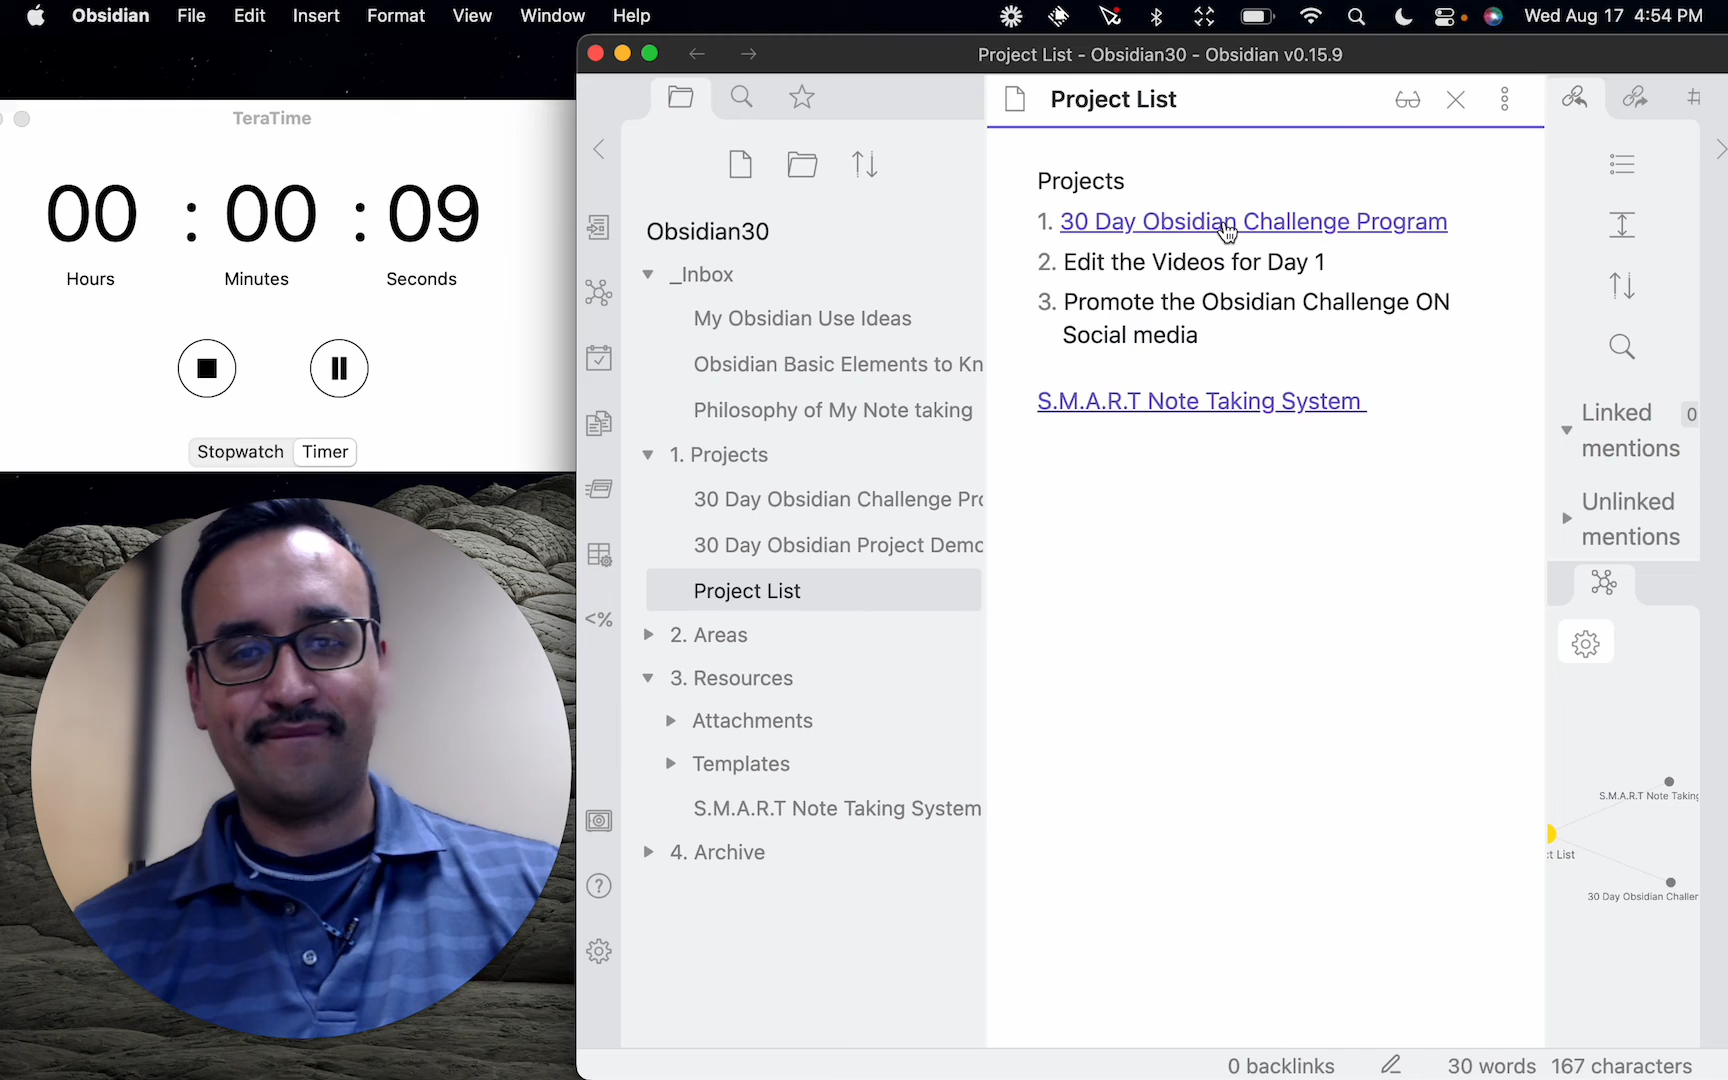 Obsidian File Edit Insert Format View Window Help
Wed Aug 17 4:54 PM
TeraTime
00 : 00 : 09
Hours Minutes Seconds
Stopwatch Timer
Project List - Obsidian30 - Obsidian v0.15.9
Obsidian30
_Inbox
My Obsidian Use Ideas
Obsidian Basic Elements to Kn
Philosophy of My Note taking
1. Projects
30 Day Obsidian Challenge Pro
30 Day Obsidian Project Demo
Project List
2. Areas
3. Resources
Attachments
Templates
S.M.A.R.T Note Taking System
4. Archive
<%
Project List
Projects
1. 30 Day Obsidian Challenge Program
2. Edit the Videos for Day 1
3. Promote the Obsidian Challenge ON
Social media
S.M.A.R.T Note Taking System
Linked
mentions
0
Unlinked
mentions
S.M.A.R.T Note Taking
ct List
30 Day Obsidian Challen
0 backlinks 30 words 167 characters